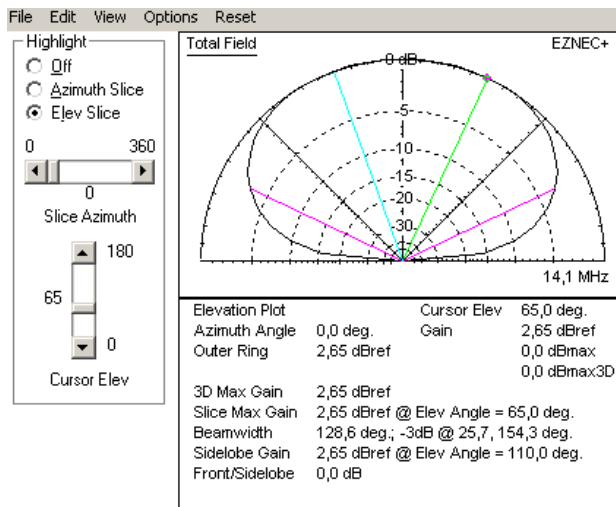 File Edit View Options Reset
Highlight
Off
Azimuth Slice
Elev Slice
0 360
0
Slice Azimuth
180
65
0
Cursor Elev
Total Field
EZNEC+
0 dB
-5
-10
-15
-20
-30
14,1 MHz
Elevation Plot Cursor Elev 65,0 deg.
Azimuth Angle 0,0 deg. Gain 2,65 dBref
Outer Ring 2,65 dBref 0,0 dBmax
0,0 dBmax3D
3D Max Gain 2,65 dBref
Slice Max Gain 2,65 dBref @ Elev Angle = 65,0 deg.
Beamwidth 128,6 deg.; -3dB @ 25,7, 154,3 deg.
Sidelobe Gain 2,65 dBref @ Elev Angle = 110,0 deg.
Front/Sidelobe 0,0 dB